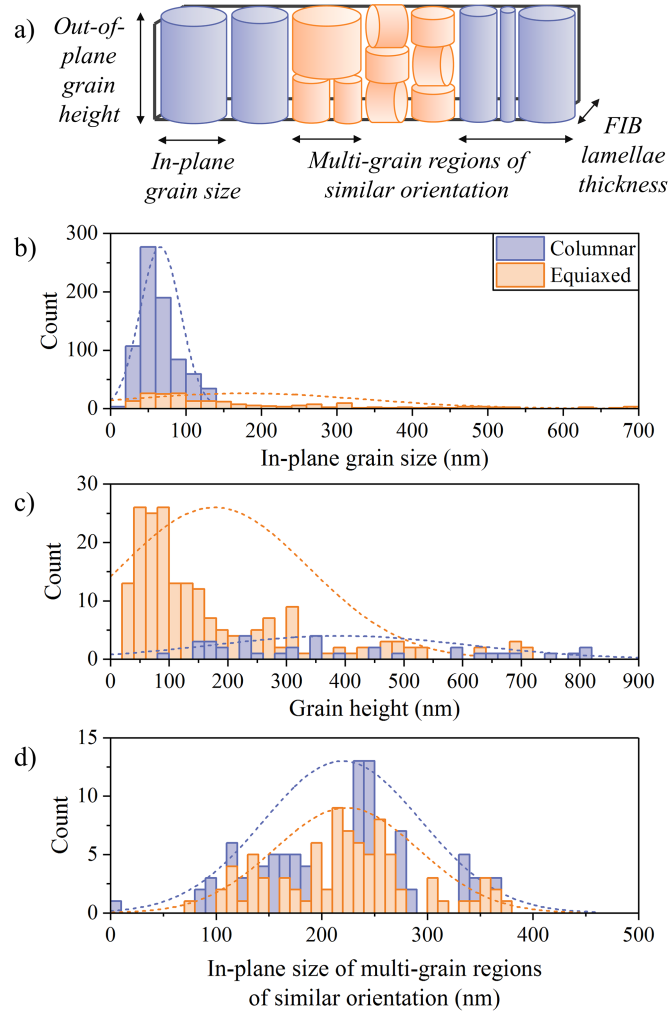 a)
Out-of-
plane
grain
height
In-plane
grain size
Multi-grain regions of
similar orientation
FIB
lamellae
thickness
b)
300
200
100
0
Count
Columnar
Equiaxed
0 100 200 300 400 500 600 700
In-plane grain size (nm)
c)
30
20
10
0
Count
0 100 200 300 400 500 600 700 800 900
Grain height (nm)
d)
15
10
5
0
Count
0 100 200 300 400 500
In-plane size of multi-grain regions
of similar orientation (nm)